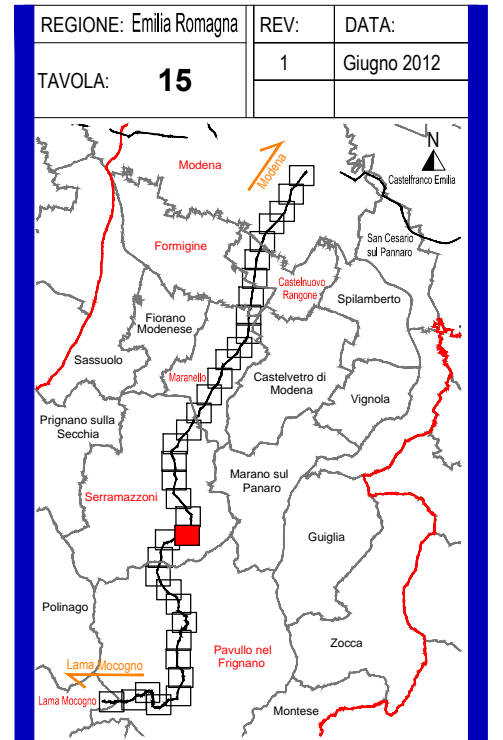 REGIONE: Emilia Romagna
REV:
DATA:
TAVOLA: 15
1
Giugno 2012
N
Modena
Modena
Castelfranco Emilia
Formigine
San Cesario
sul Pannaro
Castelnuovo
Rangone
Spilamberto
Fiorano
Modenese
Sassuolo
Maranello
Castelvetro di
Modena
Vignola
Prignano sulla
Secchia
Marano sul
Panaro
Serramazzoni
Guiglia
Polinago
Pavullo nel
Frignano
Zocca
Lama Mocogno
Lama Mocogno
Montese